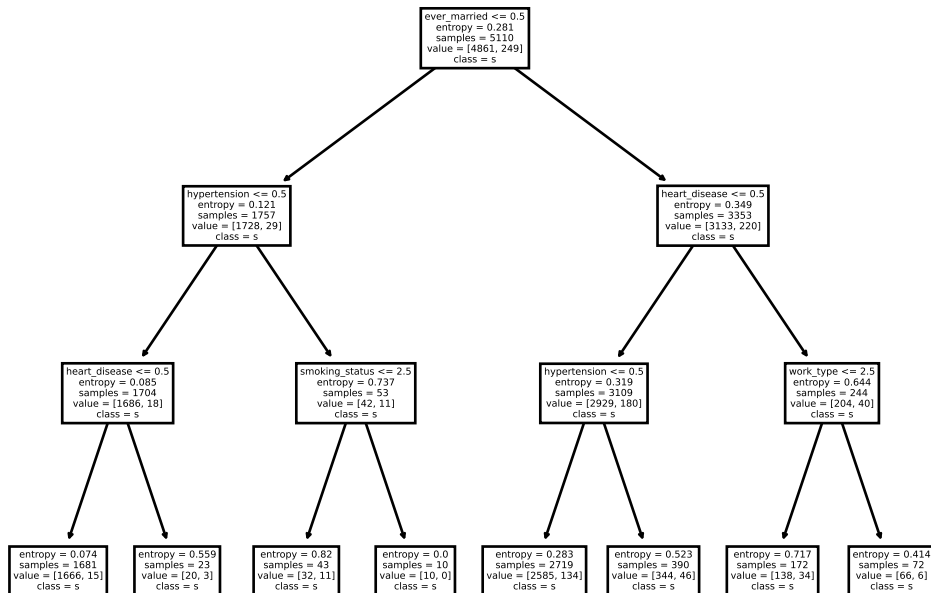 ever_married <= 0.5
entropy = 0.281
samples = 5110
value = [4861, 249]
class = s
hypertension <= 0.5
entropy = 0.121
samples = 1757
value = [1728, 29]
class = s
heart_disease <= 0.5
entropy = 0.349
samples = 3353
value = [3133, 220]
class = s
heart_disease <= 0.5
entropy = 0.085
samples = 1704
value = [1686, 18]
class = s
smoking_status <= 2.5
entropy = 0.737
samples = 53
value = [42, 11]
class = s
hypertension <= 0.5
entropy = 0.319
samples = 3109
value = [2929, 180]
class = s
work_type <= 2.5
entropy = 0.644
samples = 244
value = [204, 40]
class = s
entropy = 0.074
samples = 1681
value = [1666, 15]
class = s
entropy = 0.559
samples = 23
value = [20, 3]
class = s
entropy = 0.82
samples = 43
value = [32, 11]
class = s
entropy = 0.0
samples = 10
value = [10, 0]
class = s
entropy = 0.283
samples = 2719
value = [2585, 134]
class = s
entropy = 0.523
samples = 390
value = [344, 46]
class = s
entropy = 0.717
samples = 172
value = [138, 34]
class = s
entropy = 0.414
samples = 72
value = [66, 6]
class = s